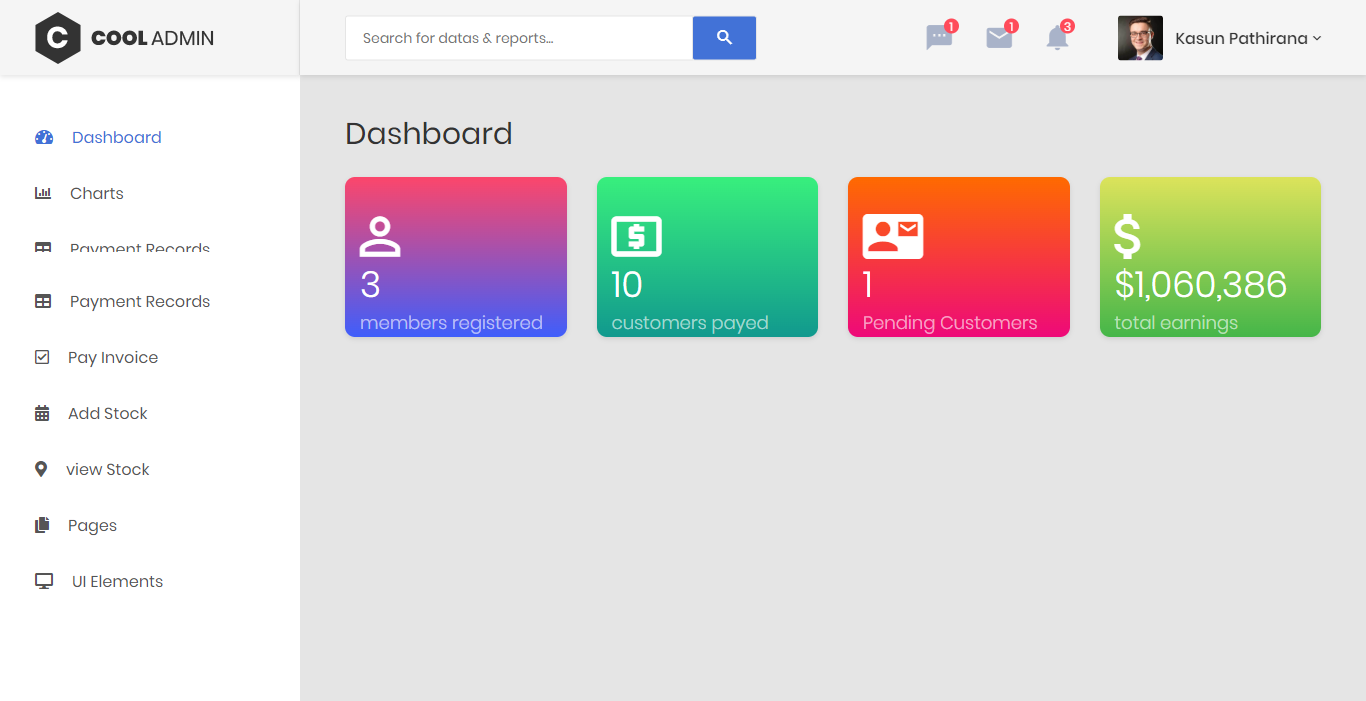 C COOL ADMIN
Search for datas & reports...
1
1
3
Kasun Pathirana
Dashboard
Charts
Payment Records
Payment Records
Pay Invoice
Add Stock
view Stock
Pages
UI Elements
Dashboard
3
members registered
10
customers payed
1
Pending Customers
$1,060,386
total earnings